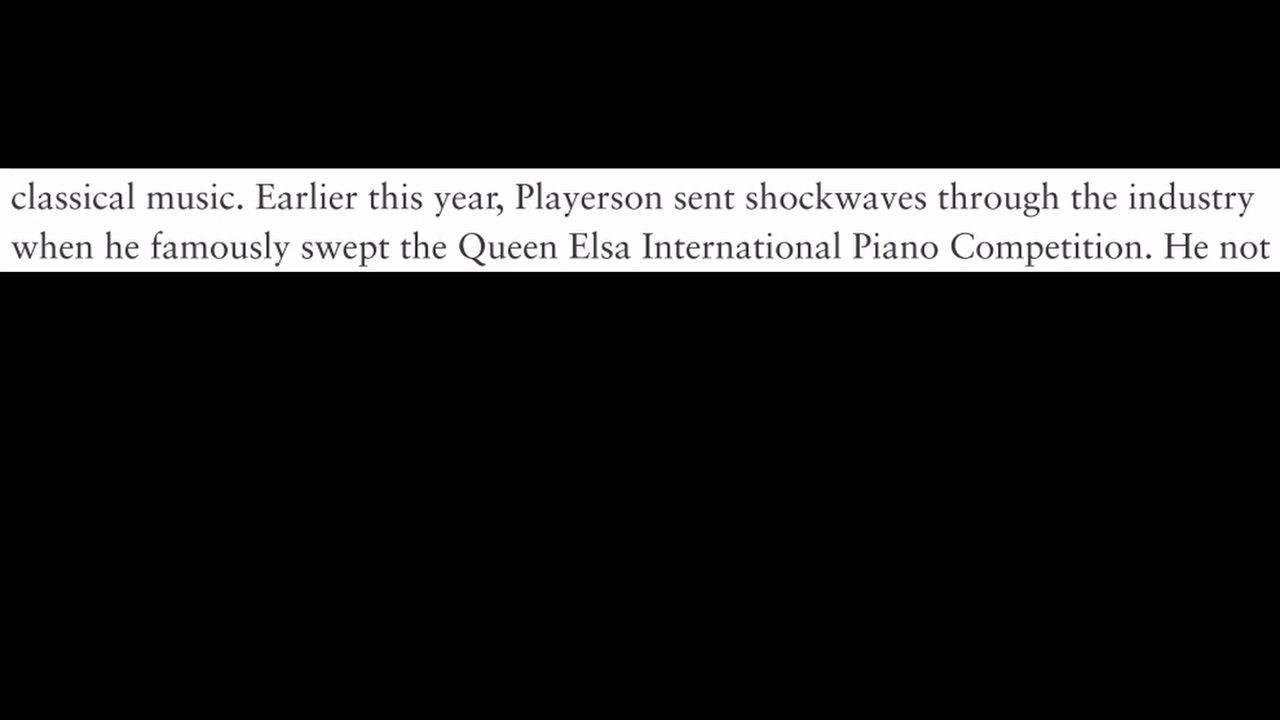 classical music. Earlier this year, Playerson sent shockwaves through the industry
when he famously swept the Queen Elsa International Piano Competition. He not